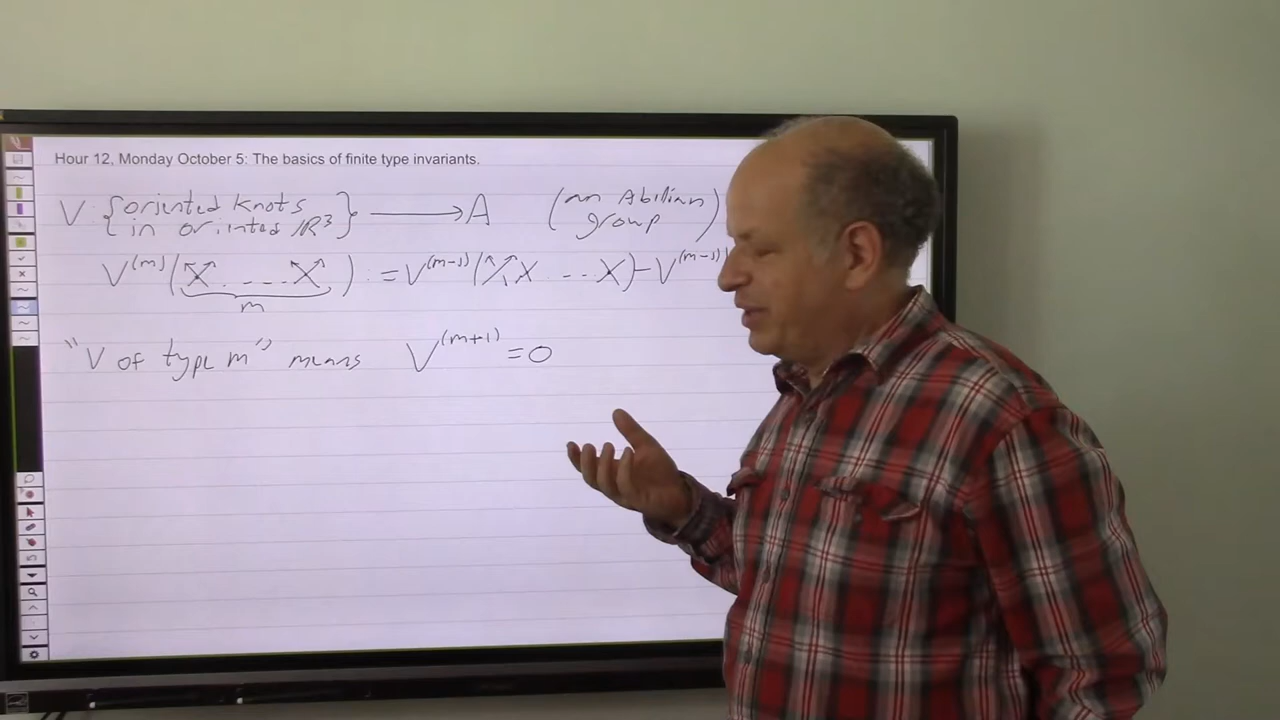 Hour 12, Monday October 5: The basics of finite type invariants.
V: {oriented knots in oriented ℝ³} ⟶ A (an Abilian group)
V^(m) (X ..... X) := V^(m-1) (X X ... X) - V^(m-1)
m
"V of type m" means V^(m+1) = 0